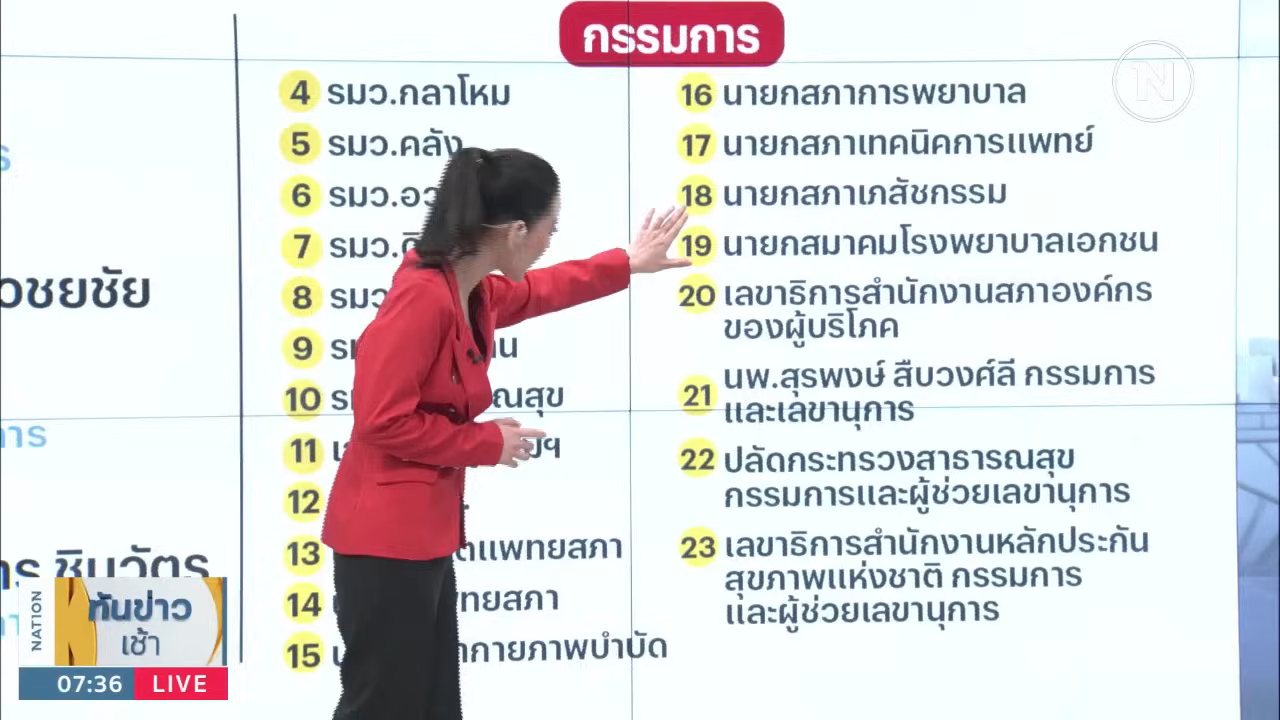 กรรมการ
วชยชัย
ชินวัตร
4 รมว.กลาโหม
5 รมว.คลัง
6 รมว.
7 รมว.
8
9
10 ณสุข
11
12
13 แพทยสภา
14
15 กายภาพบำบัด
16 นายกสภาการพยาบาล
17 นายกสภาเทคนิคการแพทย์
18 นายกสภาเภสัชกรรม
19 นายกสมาคมโรงพยาบาลเอกชน
20 เลขาธิการสำนักงานสภาองค์กร
ของผู้บริโภค
21 นพ.สุรพงษ์ สืบวงศ์ลี กรรมการ
และเลขานุการ
22 ปลัดกระทรวงสาธารณสุข
กรรมการและผู้ช่วยเลขานุการ
23 เลขาธิการสำนักงานหลักประกัน
สุขภาพแห่งชาติ กรรมการ
และผู้ช่วยเลขานุการ
NATION
ทันข่าว
เช้า
07:36 LIVE